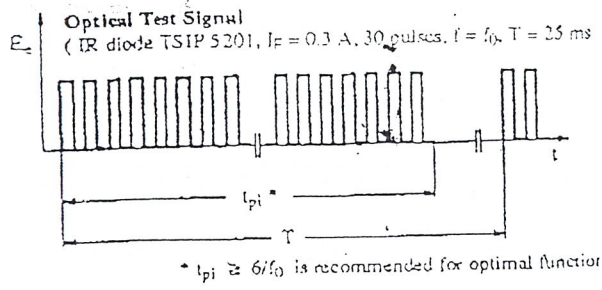 Optical Test Signal
( IR diode TSIP 5201, IF = 0.3 A, 30 pulses, f = f0, T = 25 ms
E
t
tpi *
T
* tpi ≥ 6/f0 is recommended for optimal function